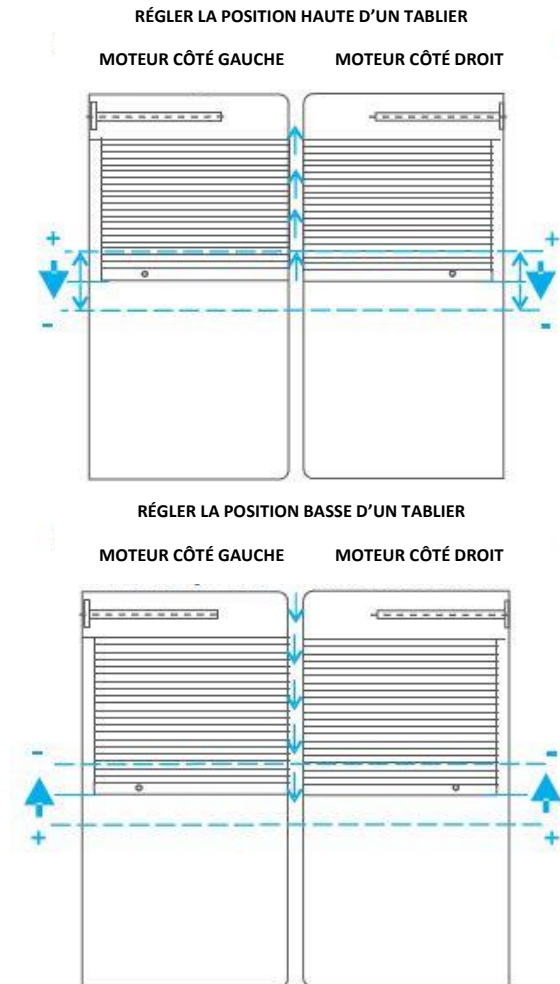 RÉGLER LA POSITION HAUTE D’UN TABLIER
MOTEUR CÔTÉ GAUCHE MOTEUR CÔTÉ DROIT
+ +
- -
RÉGLER LA POSITION BASSE D’UN TABLIER
MOTEUR CÔTÉ GAUCHE MOTEUR CÔTÉ DROIT
- -
+ +